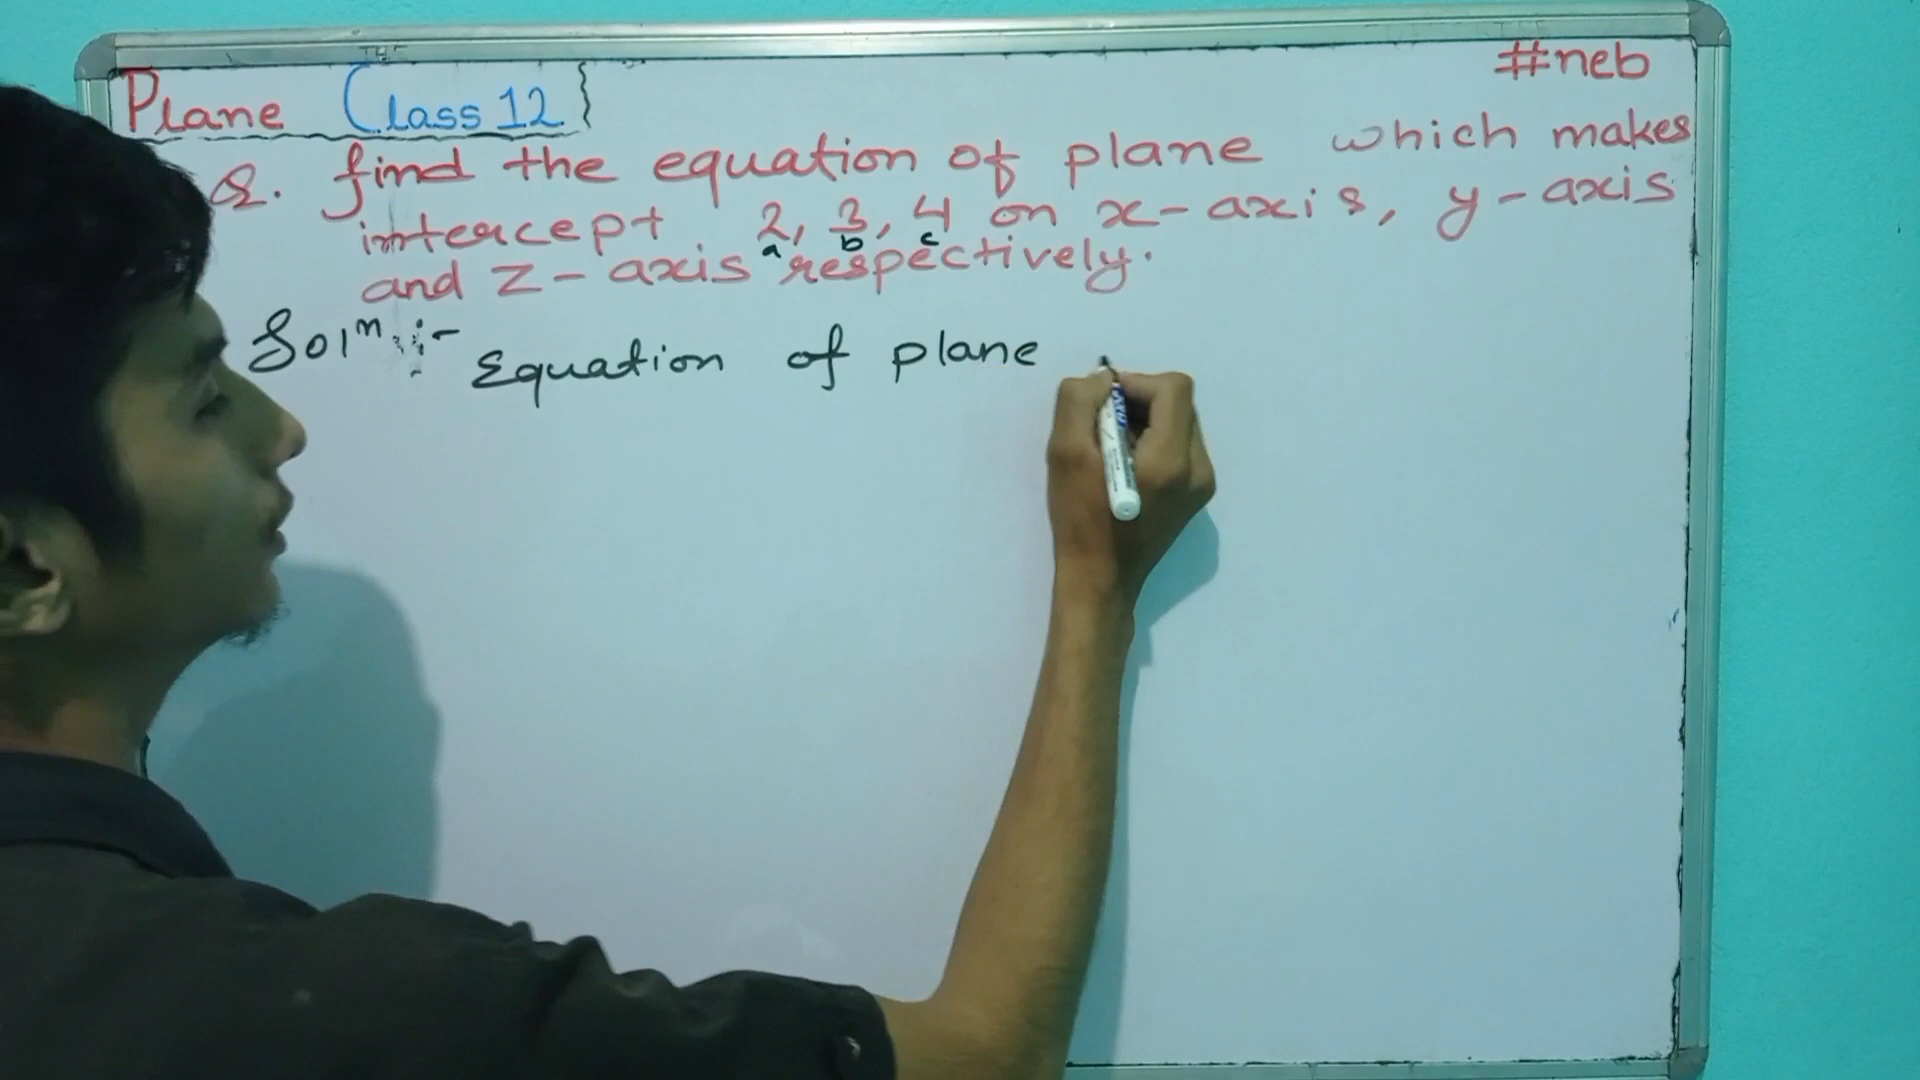 #neb
Plane Class 12}
Q. find the equation of plane which makes
intercept 2, 3, 4 on x-axis, y-axis
a b c
and z-axis respectively.
Solⁿ :- Equation of plane